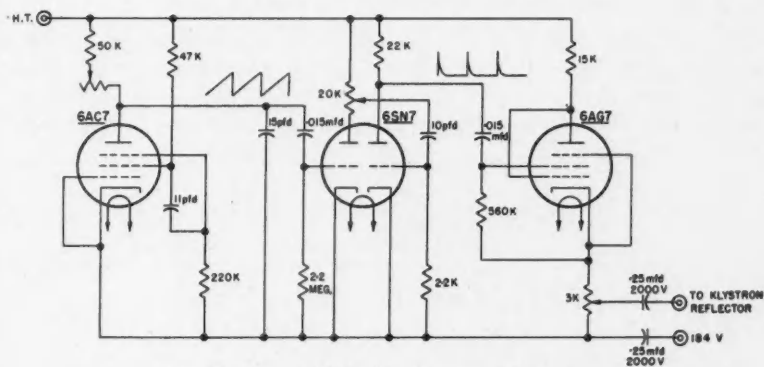 H.T.
50 K
47K
22 K
15K
20K
6AC7
15pfd
.015mfd
6SN7
10pfd
.015
mfd
6AG7
11pfd
560K
220K
2·2
MEG.
2·2K
3K
·25mfd
2000V
TO KLYSTRON
REFLECTOR
184 V
·25mfd
2000V